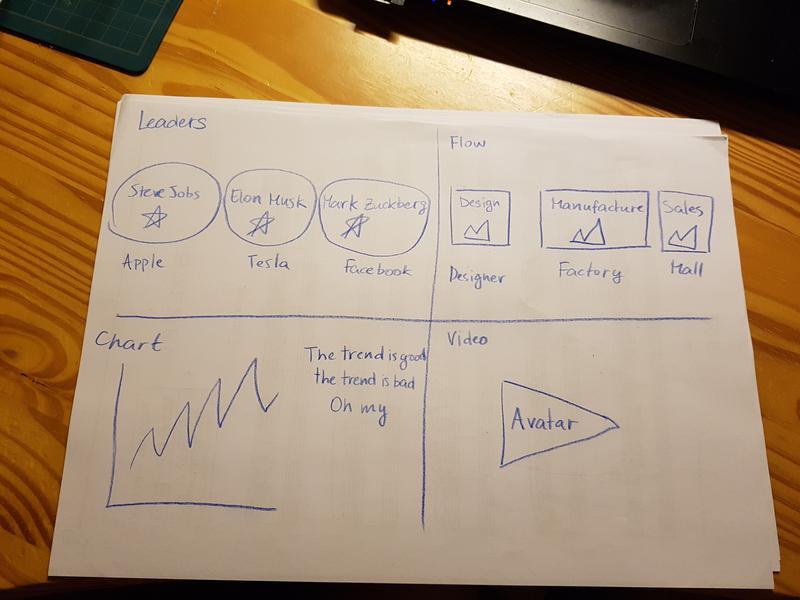 Leaders
Steve Jobs
Elon Musk
Mark Zuckberg
Apple
Tesla
Facebook
Flow
Design
Manufacture
Sales
Designer
Factory
Mall
Chart
The trend is good
the trend is bad
Oh my
Video
Avatar